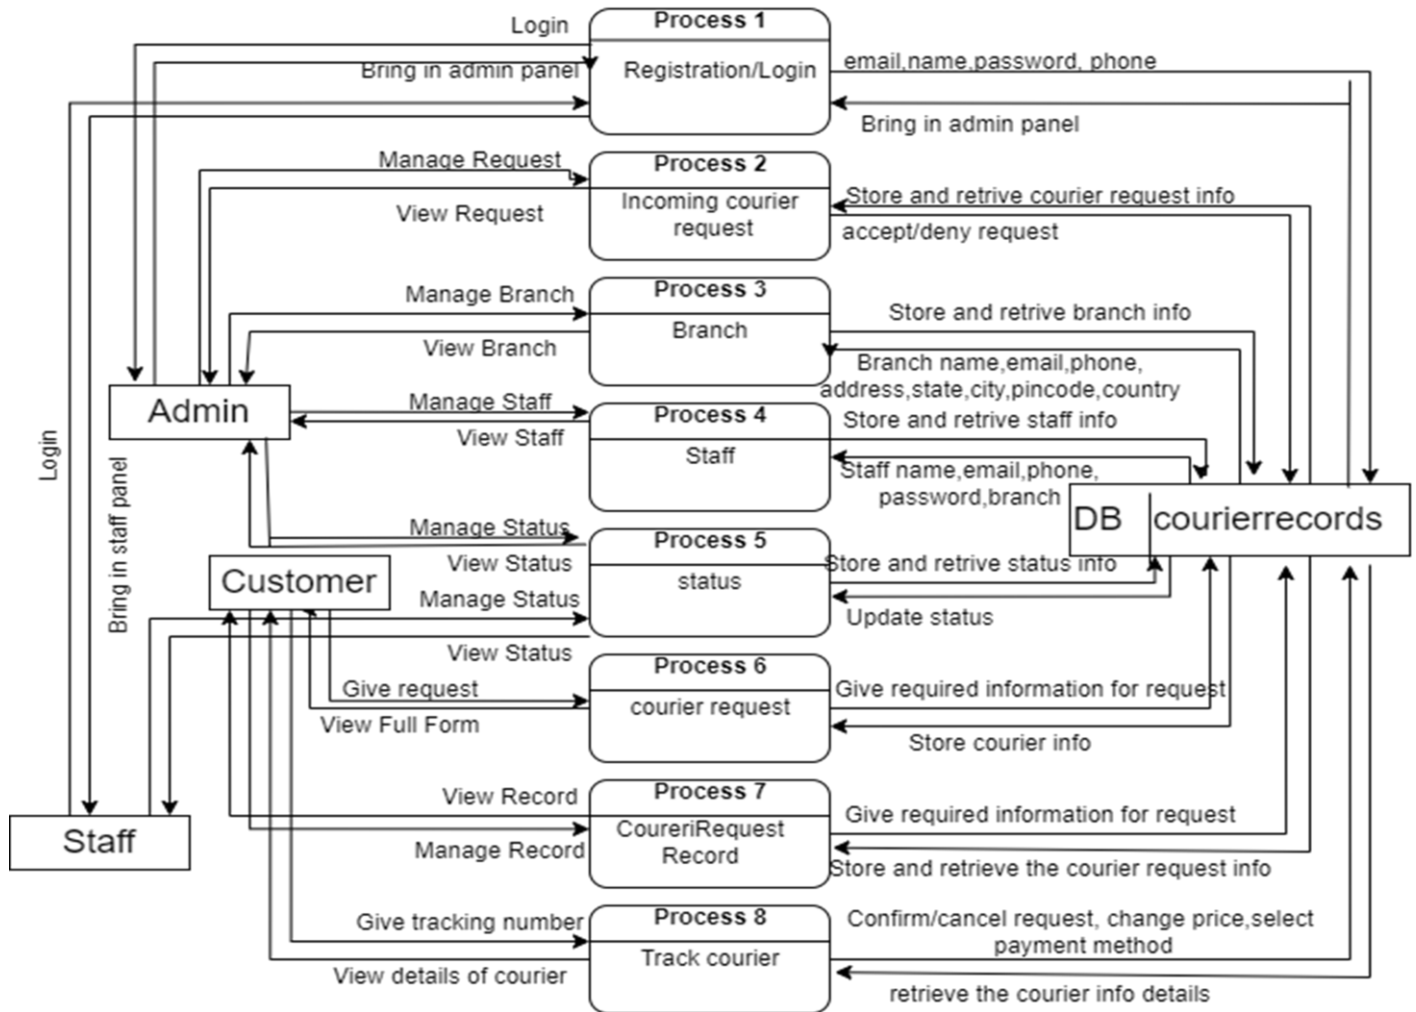 Process 1
Login
Registration/Login
Bring in admin panel
email,name,password, phone
Bring in admin panel
Process 2
Manage Request
Incoming courier
request
View Request
Store and retrive courier request info
accept/deny request
Process 3
Manage Branch
Branch
View Branch
Store and retrive branch info
Branch name,email,phone,
address,state,city,pincode,country
Admin
Process 4
Manage Staff
View Staff
Staff
Store and retrive staff info
Staff name,email,phone,
password,branch
Login
Bring in staff panel
DB courierrecords
Process 5
Manage Status
View Status
status
Store and retrive status info
Update status
Customer
Manage Status
View Status
Process 6
Give request
courier request
View Full Form
Give required information for request
Store courier info
Process 7
View Record
CoureriRequest
Record
Manage Record
Give required information for request
Store and retrieve the courier request info
Staff
Process 8
Give tracking number
Track courier
View details of courier
Confirm/cancel request, change price,select
payment method
retrieve the courier info details